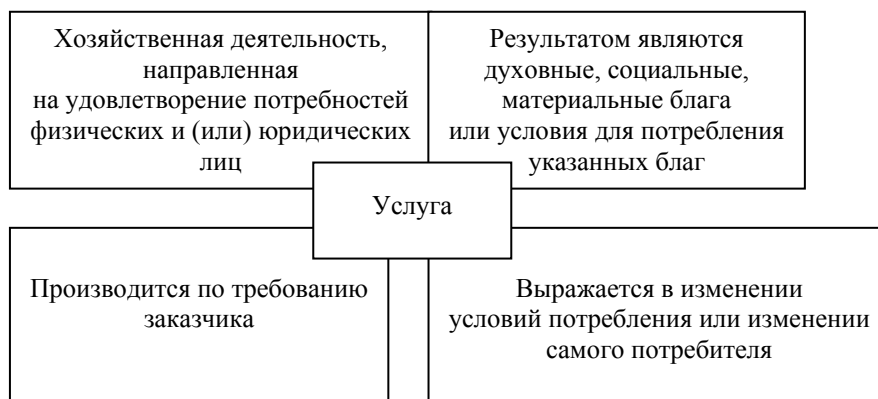 Хозяйственная деятельность,
направленная
на удовлетворение потребностей
физических и (или) юридических
лиц
Результатом являются
духовные, социальные,
материальные блага
или условия для потребления
указанных благ
Услуга
Производится по требованию
заказчика
Выражается в изменении
условий потребления или изменении
самого потребителя